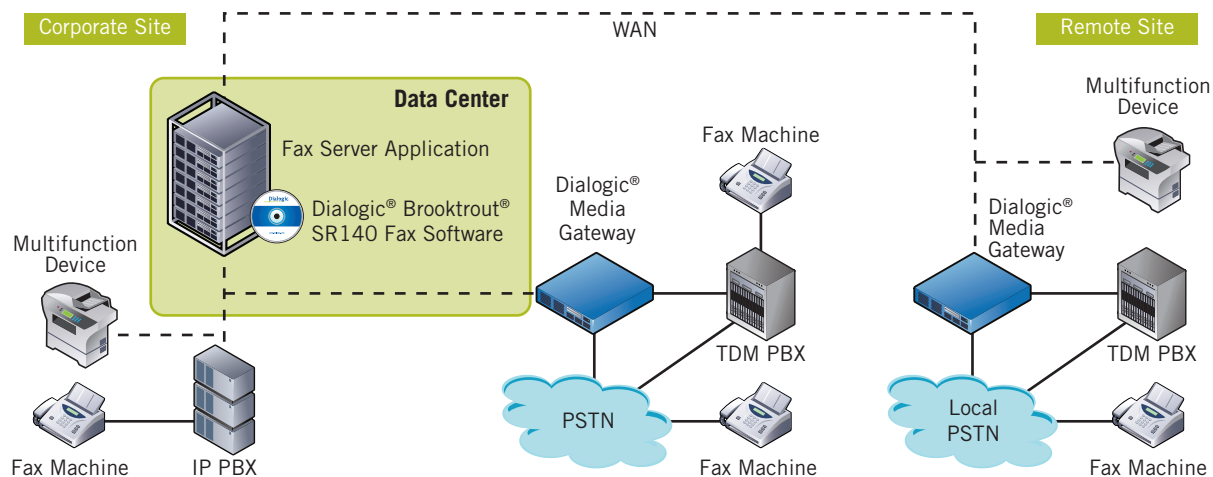 Corporate Site
WAN
Remote Site
Data Center
Fax Server Application
Dialogic
Dialogic® Brooktrout®
SR140 Fax Software
Multifunction
Device
Fax Machine
IP PBX
Dialogic®
Media
Gateway
Fax Machine
TDM PBX
PSTN
Fax Machine
Multifunction
Device
Dialogic®
Media
Gateway
TDM PBX
Local
PSTN
Fax Machine